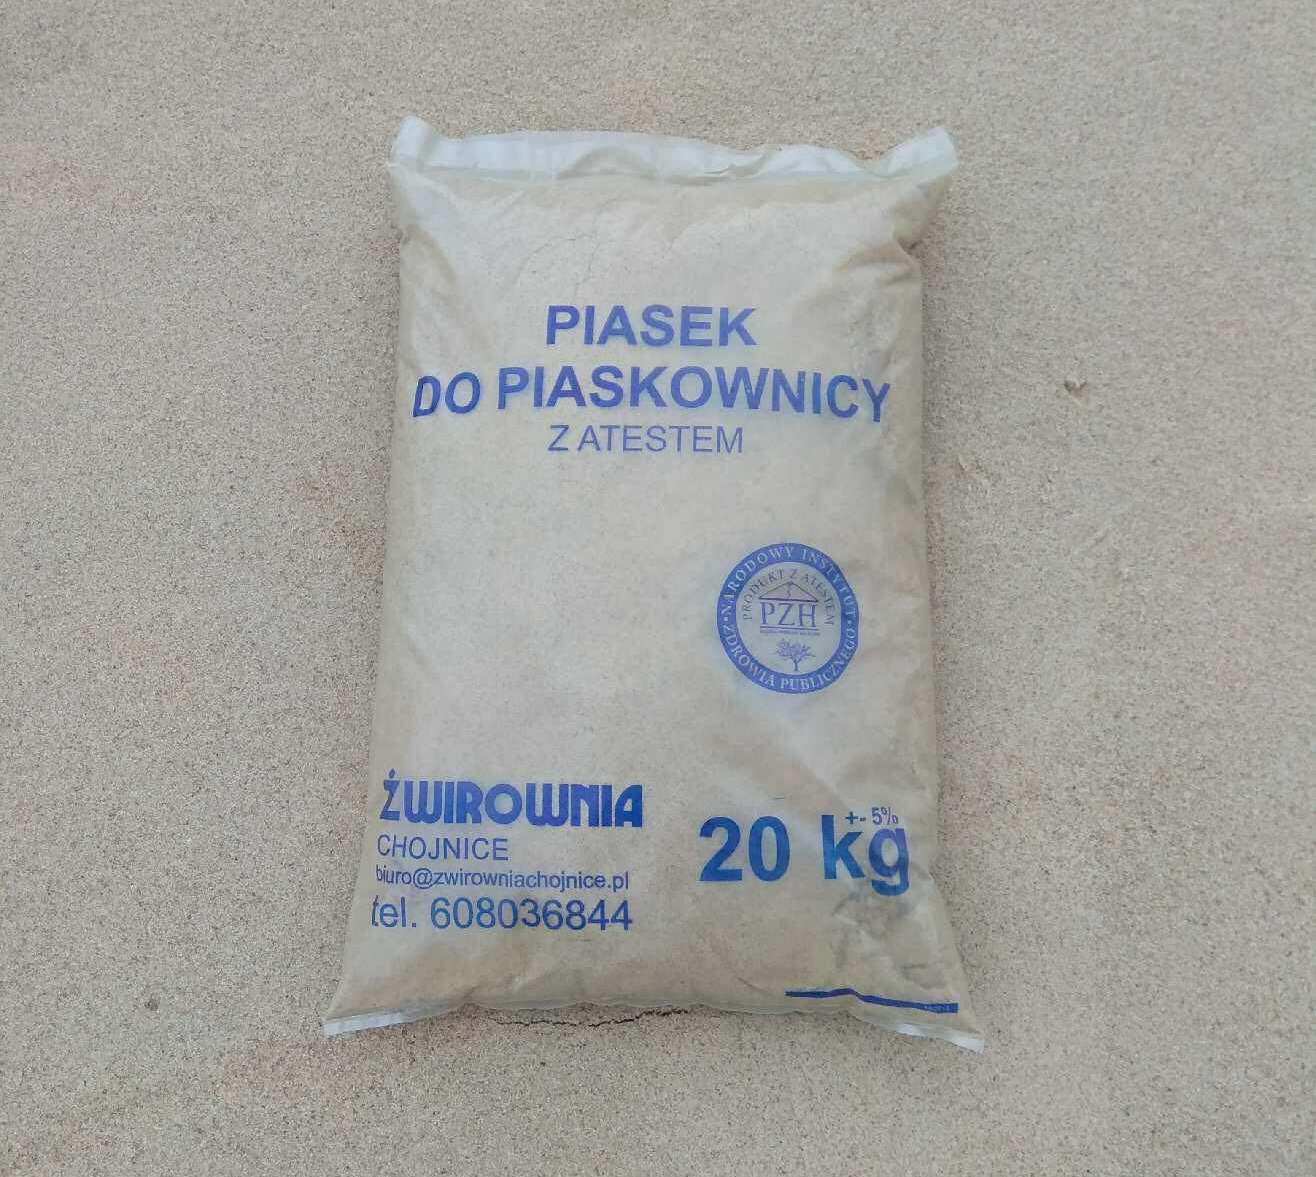 PIASEK
DO PIASKOWNICY
Z ATESTEM
NARODOWY INSTYTUT
ZDROWIA PUBLICZNEGO
PRODUKT Z ATESTEM
PZH
ŻWIROWNIA
CHOJNICE
biuro@zwirowniachojnice.pl
tel. 608036844
+- 5%
20 kg